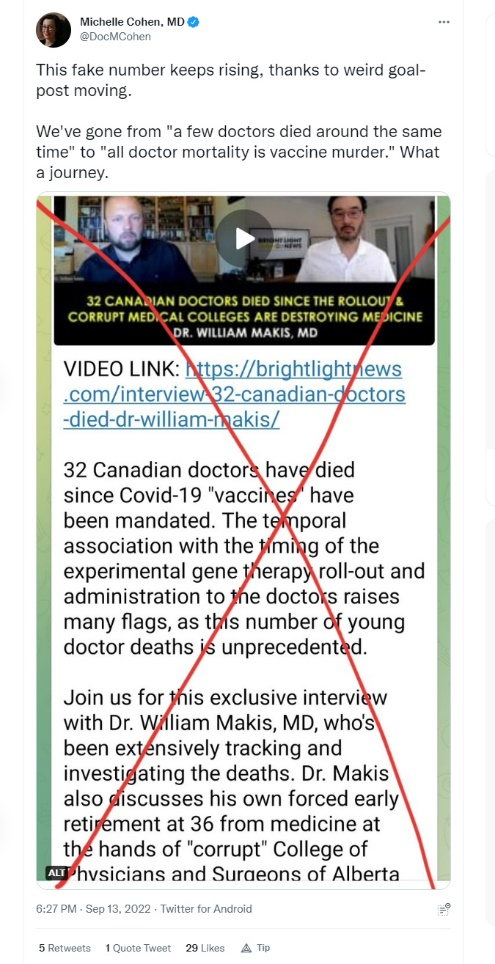 Michelle Cohen, MD
@DocMCohen
This fake number keeps rising, thanks to weird goal-
post moving.
We've gone from "a few doctors died around the same
time" to "all doctor mortality is vaccine murder." What
a journey.
BRIGHT LIGHT
NEWS
32 CANADIAN DOCTORS DIED SINCE THE ROLLOUT &
CORRUPT MEDICAL COLLEGES ARE DESTROYING MEDICINE
DR. WILLIAM MAKIS, MD
VIDEO LINK: https://brightlightnews
.com/interview-32-canadian-doctors
-died-dr-william-makis/
32 Canadian doctors have died
since Covid-19 "vaccines" have
been mandated. The temporal
association with the timing of the
experimental gene therapy roll-out and
administration to the doctors raises
many flags, as this number of young
doctor deaths is unprecedented.
Join us for this exclusive interview
with Dr. William Makis, MD, who's
been extensively tracking and
investigating the deaths. Dr. Makis
also discusses his own forced early
retirement at 36 from medicine at
the hands of "corrupt" College of
ALT Physicians and Surgeons of Alberta
6:27 PM · Sep 13, 2022 · Twitter for Android
5 Retweets 1 Quote Tweet 29 Likes Tip